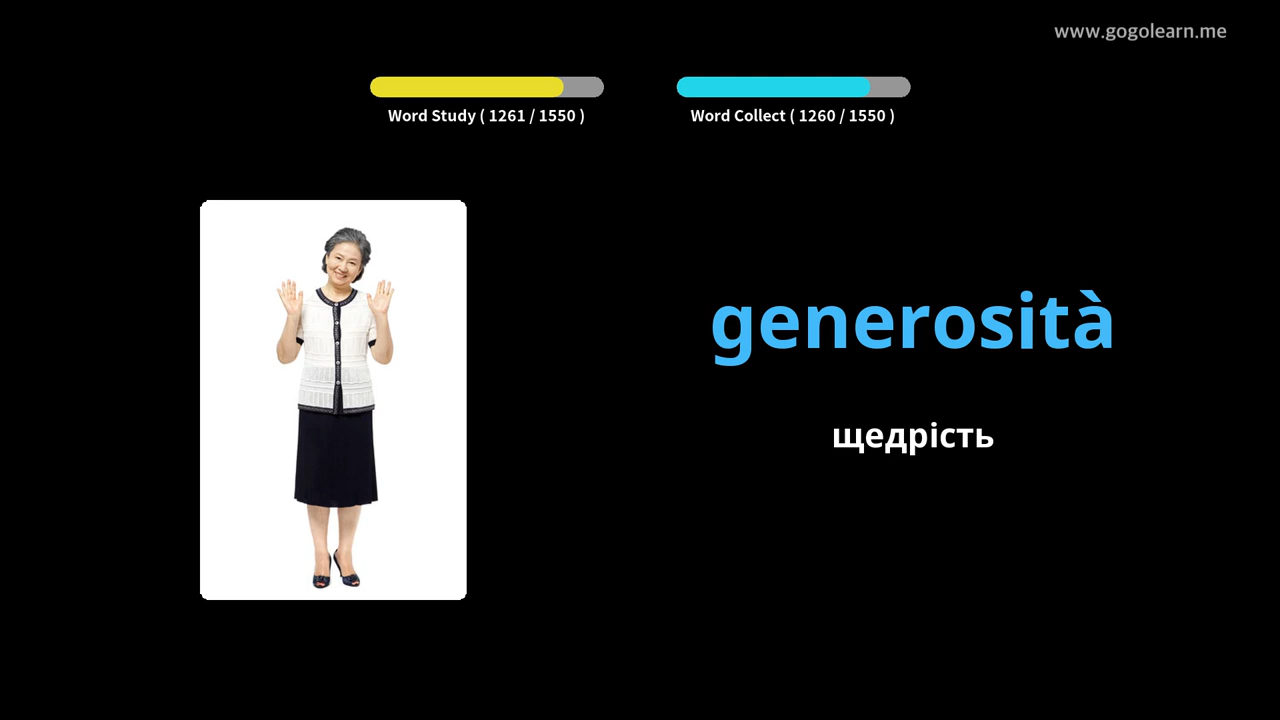 www.gogolearn.me
Word Study ( 1261 / 1550 )
Word Collect ( 1260 / 1550 )
generosità
щедрість